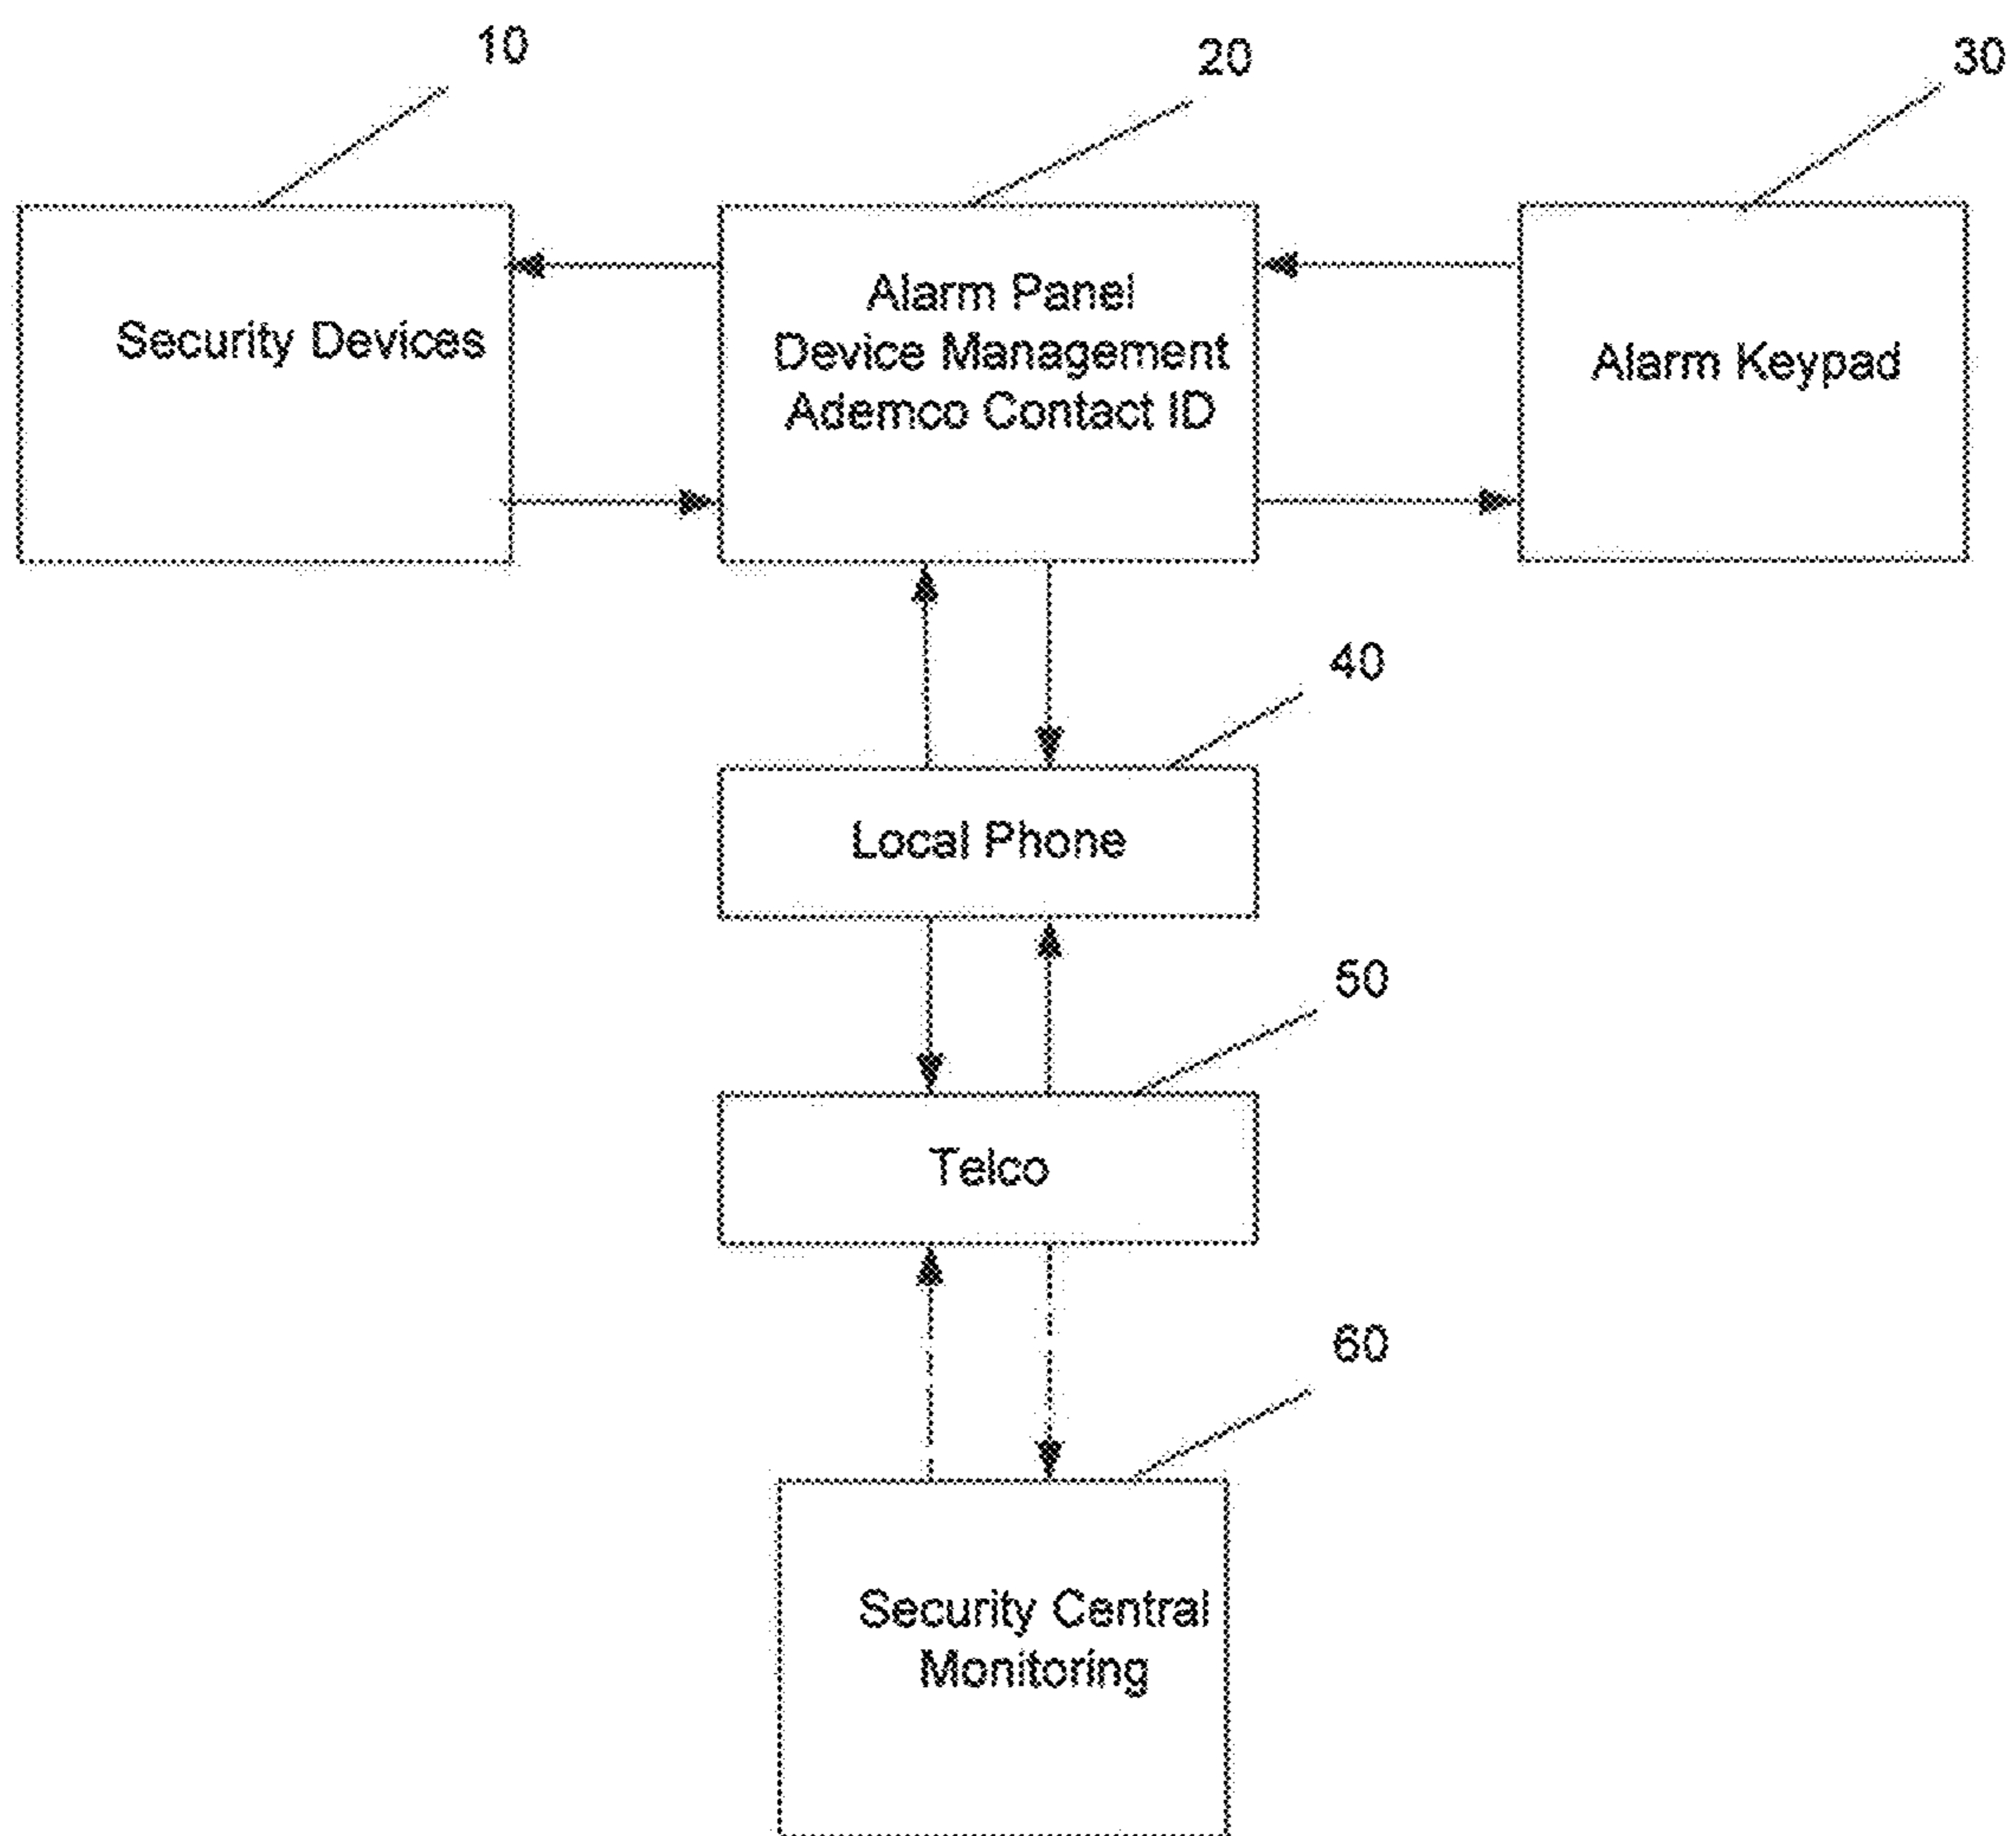 10
20
30
Security Devices
Alarm Panel
Device Management
Ademco Contact ID
Alarm Keypad
40
Local Phone
50
Telco
60
Security Central
Monitoring